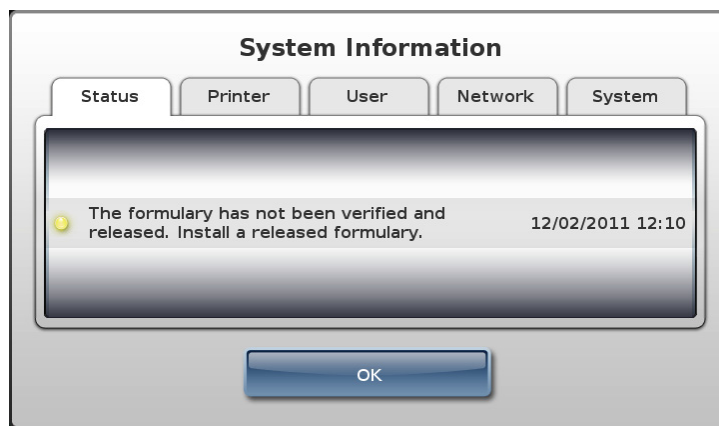 System Information
Status Printer User Network System
The formulary has not been verified and
released. Install a released formulary.
12/02/2011 12:10
OK